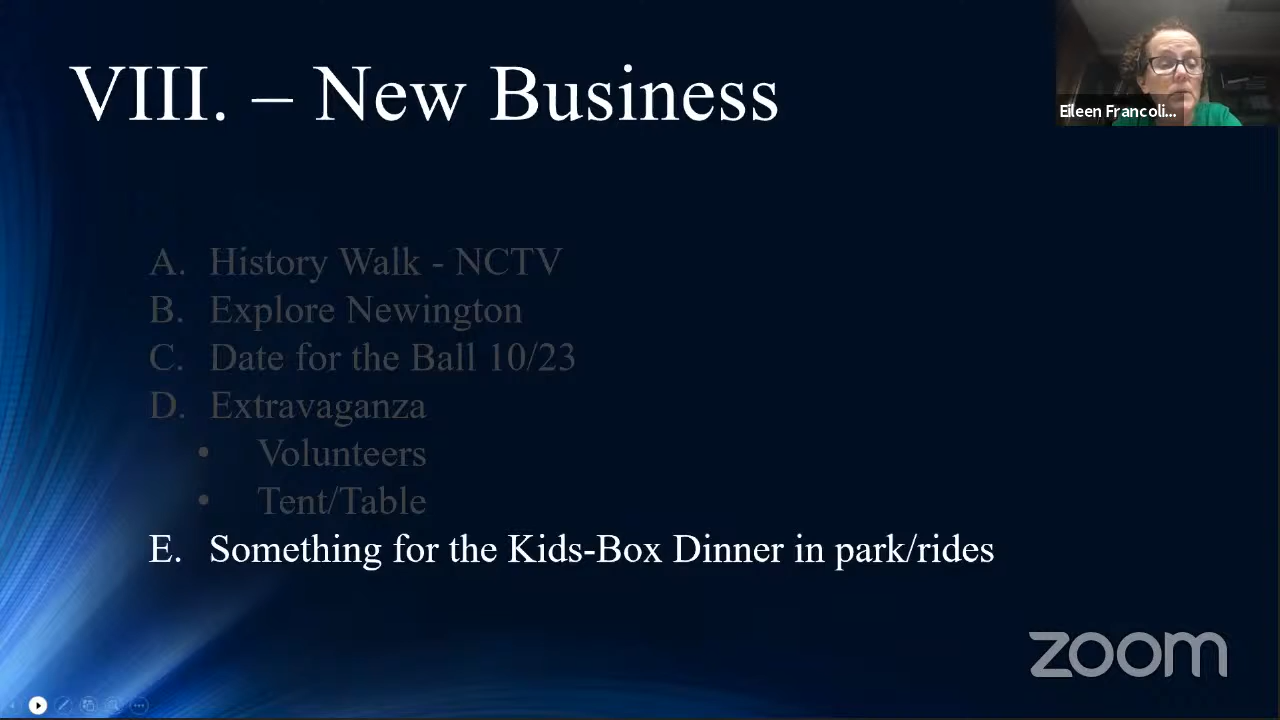 VIII. – New Business
Eileen Francoli...
A. History Walk - NCTV
B. Explore Newington
C. Date for the Ball 10/23
D. Extravaganza
• Volunteers
• Tent/Table
E. Something for the Kids-Box Dinner in park/rides
zoom